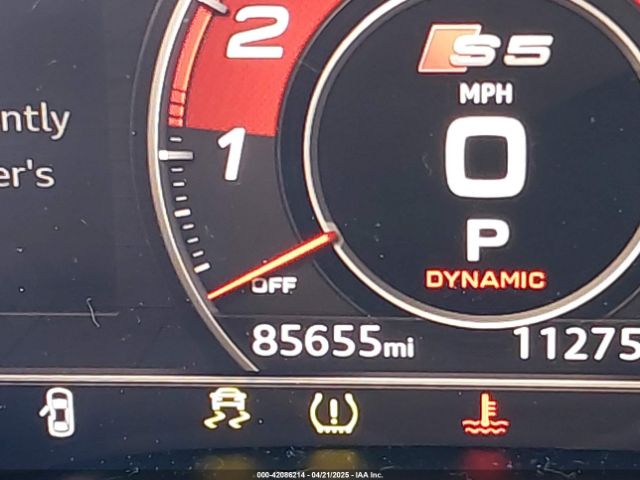 S5
2
MPH
ntly
0
1
er's
P
DYNAMIC
OFF
85655mi 11275
000-42086214 - 04/21/2025 - IAA Inc.